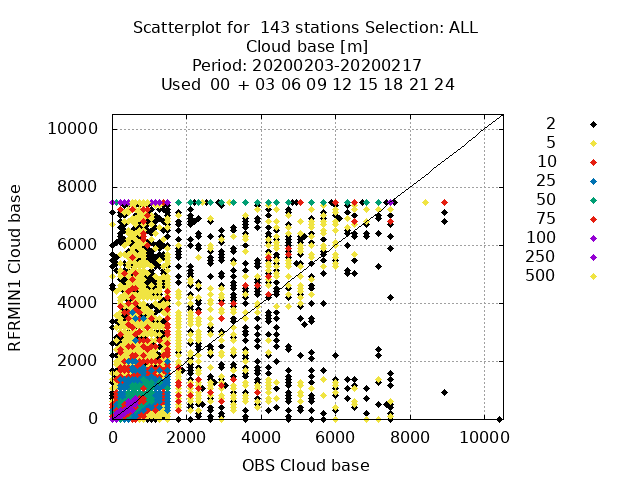 Scatterplot for 143 stations Selection: ALL
Cloud base [m]
Period: 20200203-20200217
Used 00 + 03 06 09 12 15 18 21 24
RFRMIN1 Cloud base
10000
8000
6000
4000
2000
0
0 2000 4000 6000 8000 10000
OBS Cloud base
2
5
10
25
50
75
100
250
500